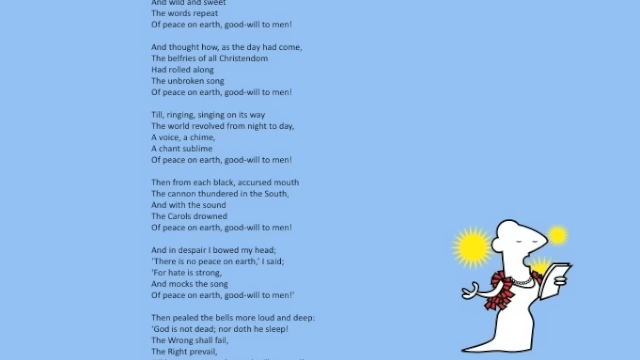 And wild and sweet
The words repeat
Of peace on earth, good-will to men!
And thought how, as the day had come,
The belfries of all Christendom
Had rolled along
The unbroken song
Of peace on earth, good-will to men!
Till, ringing, singing on its way
The world revolved from night to day,
A voice, a chime,
A chant sublime
Of peace on earth, good-will to men!
Then from each black, accursed mouth
The cannon thundered in the South,
And with the sound
The Carols drowned
Of peace on earth, good-will to men!
And in despair I bowed my head;
‘There is no peace on earth,’ I said;
‘For hate is strong,
And mocks the song
Of peace on earth, good-will to men!’
Then pealed the bells more loud and deep:
‘God is not dead; nor doth he sleep!
The Wrong shall fail,
The Right prevail,